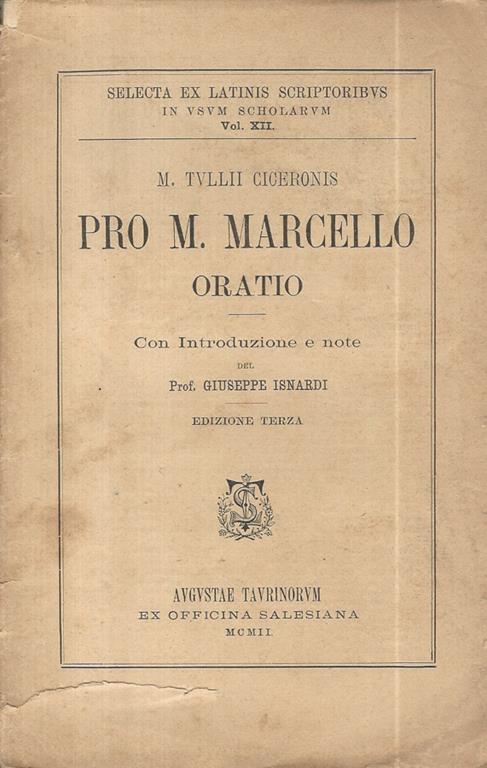 SELECTA EX LATINIS SCRIPTORIBVS
IN VSVM SCHOLARVM
Vol. XII.
M. TVLLII CICERONIS
PRO M. MARCELLO
ORATIO
Con Introduzione e note
DEL
Prof. GIUSEPPE ISNARDI
EDIZIONE TERZA
AVGVSTAE TAVRINORVM
EX OFFICINA SALESIANA
MCMII